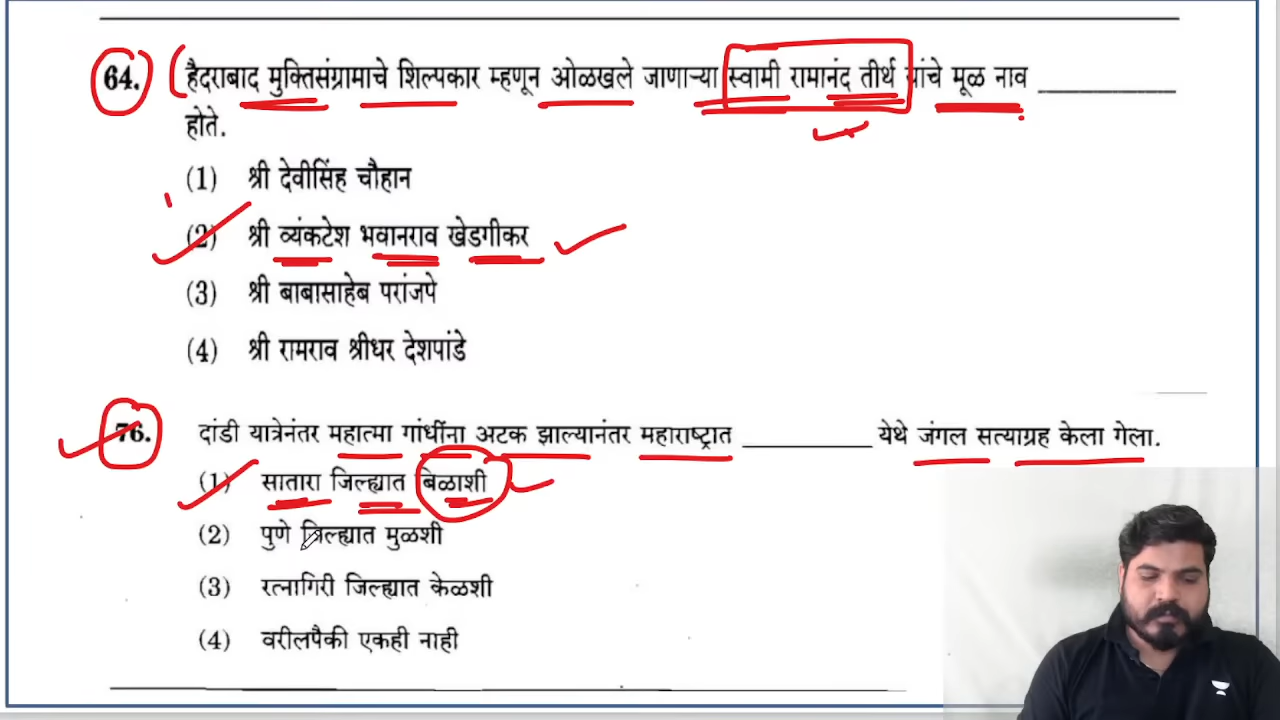 64. हैदराबाद मुक्तिसंग्रामाचे शिल्पकार म्हणून ओळखले जाणाऱ्या स्वामी रामानंद तीर्थ यांचे मूळ नाव ________
होते.
(1) श्री देवीसिंह चौहान
(2) श्री व्यंकटेश भवानराव खेडगीकर
(3) श्री बाबासाहेब परांजपे
(4) श्री रामराव श्रीधर देशपांडे
76. दांडी यात्रेनंतर महात्मा गांधींना अटक झाल्यानंतर महाराष्ट्रात ________ येथे जंगल सत्याग्रह केला गेला.
(1) सातारा जिल्ह्यात बिळाशी
(2) पुणे जिल्ह्यात मुळशी
(3) रत्नागिरी जिल्ह्यात केळशी
(4) वरीलपैकी एकही नाही